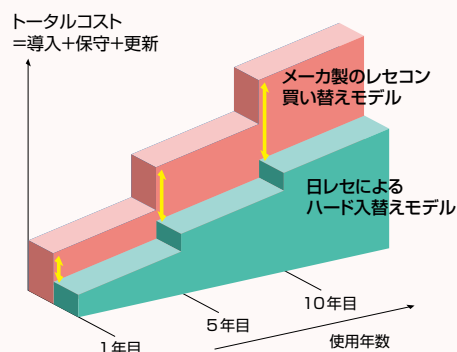 トータルコスト
=導入+保守+更新
メーカ製のレセコン
買い替えモデル
日レセによる
ハード入替えモデル
10年目
5年目
1年目
使用年数